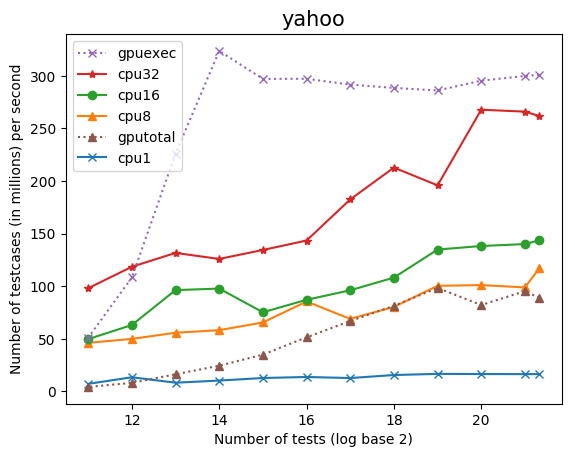 yahoo
Number of testcases (in millions) per second
300
250
200
150
100
50
0
gpuexec
cpu32
cpu16
cpu8
gputotal
cpu1
12 14 16 18 20
Number of tests (log base 2)